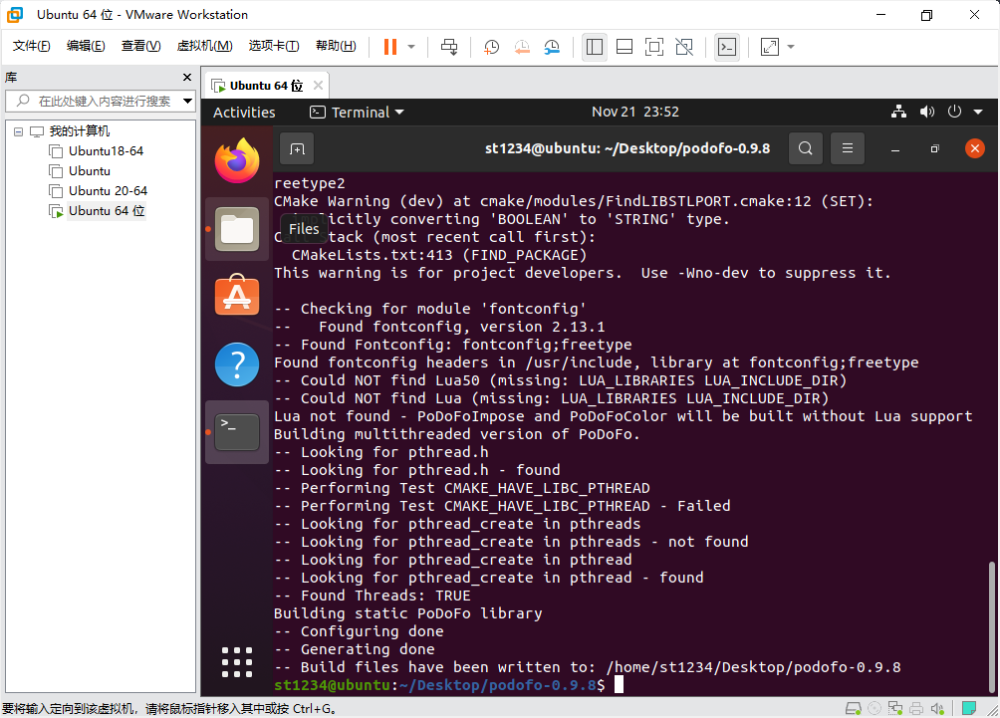 Ubuntu 64 位 - VMware Workstation
文件(F) 编辑(E) 查看(V) 虚拟机(M) 选项卡(T) 帮助(H)
库
在此处键入内容进行搜索
我的计算机
Ubuntu18-64
Ubuntu
Ubuntu 20-64
Ubuntu 64 位
Ubuntu 64 位
Activities Terminal Nov 21 23:52
st1234@ubuntu: ~/Desktop/podofo-0.9.8
Files
reetype2
CMake Warning (dev) at cmake/modules/FindLIBSTLPORT.cmake:12 (SET):
implicitly converting 'BOOLEAN' to 'STRING' type.
Call Stack (most recent call first):
CMakeLists.txt:413 (FIND_PACKAGE)
This warning is for project developers.  Use -Wno-dev to suppress it.
-- Checking for module 'fontconfig'
--   Found fontconfig, version 2.13.1
-- Found Fontconfig: fontconfig;freetype
Found fontconfig headers in /usr/include, library at fontconfig;freetype
-- Could NOT find Lua50 (missing: LUA_LIBRARIES LUA_INCLUDE_DIR)
-- Could NOT find Lua (missing: LUA_LIBRARIES LUA_INCLUDE_DIR)
Lua not found - PoDoFoImpose and PoDoFoColor will be built without Lua support
Building multithreaded version of PoDoFo.
-- Looking for pthread.h
-- Looking for pthread.h - found
-- Performing Test CMAKE_HAVE_LIBC_PTHREAD
-- Performing Test CMAKE_HAVE_LIBC_PTHREAD - Failed
-- Looking for pthread_create in pthreads
-- Looking for pthread_create in pthreads - not found
-- Looking for pthread_create in pthread
-- Looking for pthread_create in pthread - found
-- Found Threads: TRUE
Building static PoDoFo library
-- Configuring done
-- Generating done
-- Build files have been written to: /home/st1234/Desktop/podofo-0.9.8
st1234@ubuntu:~/Desktop/podofo-0.9.8$
要将输入定向到该虚拟机，请将鼠标指针移入其中或按 Ctrl+G。